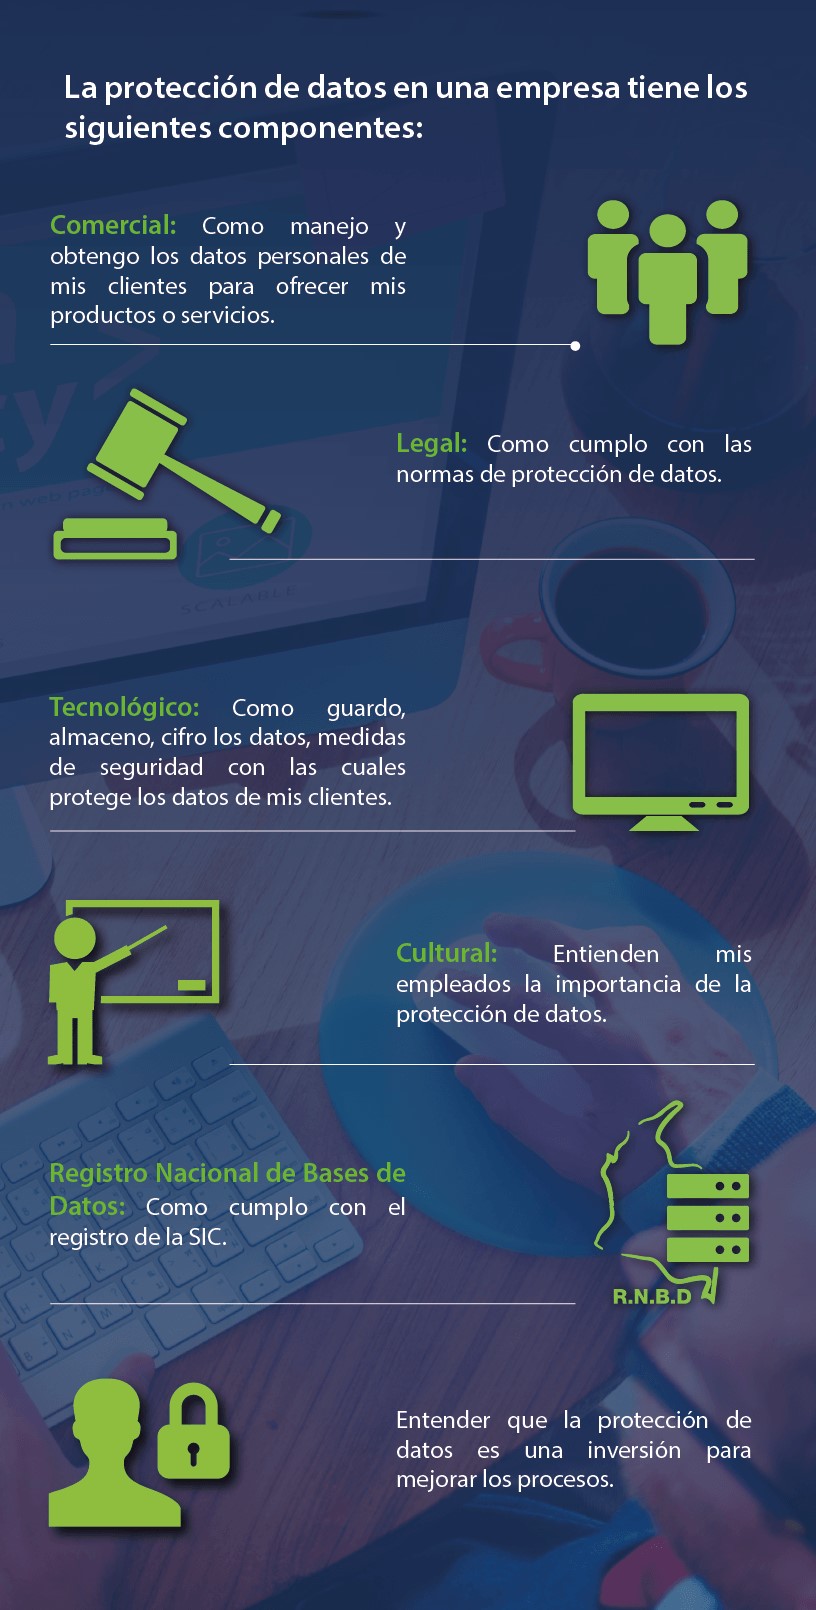 La protección de datos en una empresa tiene los
siguientes componentes:
Comercial: Como manejo y
obtengo los datos personales de
mis clientes para ofrecer mis
productos o servicios.
Legal: Como cumplo con las
normas de protección de datos.
SCALEABLE
Tecnológico: Como guardo,
almaceno, cifro los datos, medidas
de seguridad con las cuales
protege los datos de mis clientes.
Cultural: Entienden mis
empleados la importancia de la
protección de datos.
Registro Nacional de Bases de
Datos: Como cumplo con el
registro de la SIC.
R.N.B.D
Entender que la protección de
datos es una inversión para
mejorar los procesos.